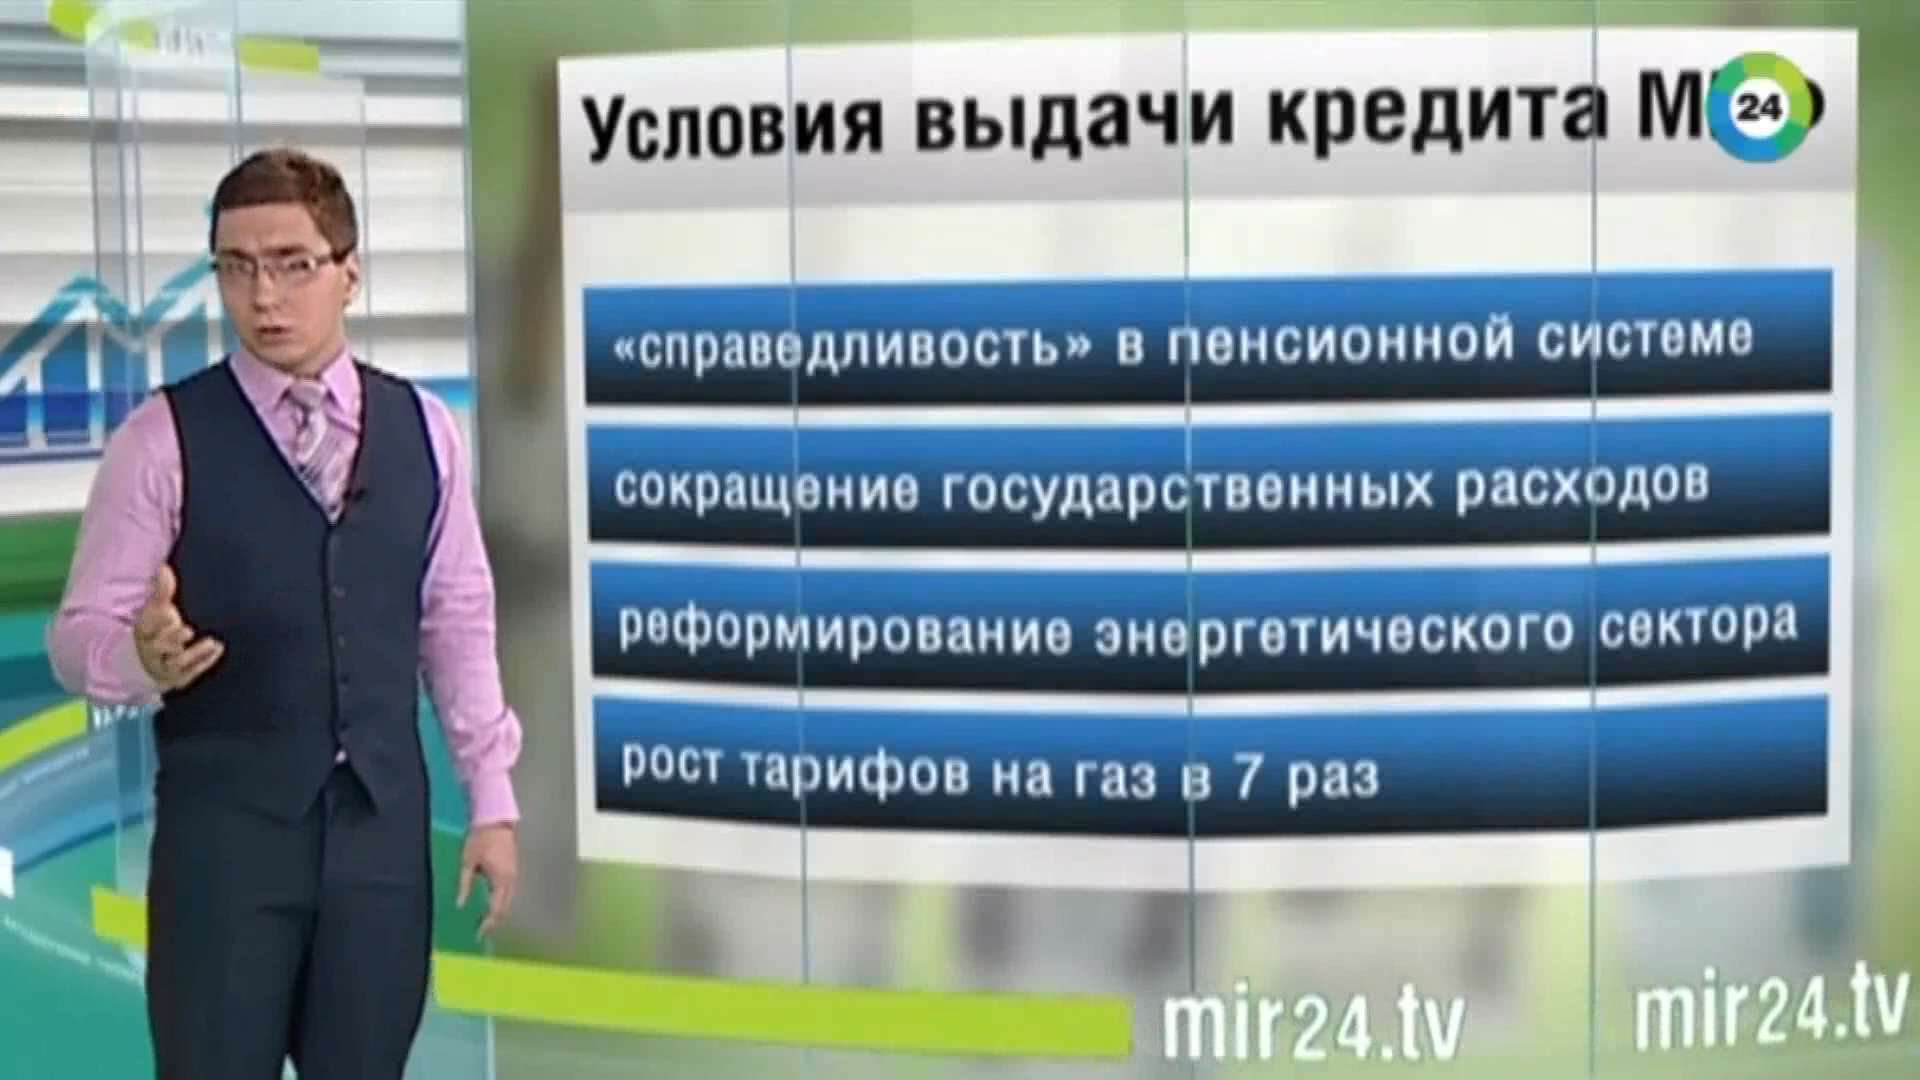 Условия выдачи кредита
24
«справедливость» в пенсионной системе
сокращение государственных расходов
реформирование энергетического сектора
рост тарифов на газ в 7 раз
mir24.tv
mir24.tv